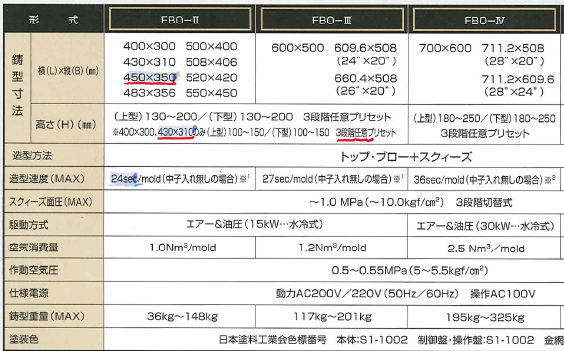 形 式 FBO-II FBO-III FBO-IV
鋳型寸法
横(L)×縦(B)(㎜)
400×300 500×400
430×310 508×406
450×350 520×420
483×356 550×450
600×500 609.6×508
(24"×20")
660.4×508
(26"×20")
700×600 711.2×508
(28"×20")
711.2×609.6
(28"×24")
高さ(H)(㎜)
(上型)130~200/(下型)130~200 3段階任意プリセット
※400×300、430×310のみ(上型)100~150/(下型)100~150 3段階任意プリセット
(上型)180~250/(下型)180~250
3段階任意プリセット
造型方法 トップ・ブロー+スクィーズ
造型速度(MAX) 24sec/mold(中子入れ無しの場合)※1 27sec/mold(中子入れ無しの場合)※1 36sec/mold(中子入れ無しの場合)※2
スクィーズ面圧(MAX) ~1.0 MPa(~10.0kgf/c㎡) 3段階切替式
駆動方式 エアー&油圧(15kW…水冷式) エアー&油圧(30kW…水冷式)
空気消費量 1.0Nm³/mold 1.2Nm³/mold 2.5 Nm³/mold
作動空気圧 0.5~0.55MPa(5~5.5kgf/c㎡)
仕様電源 動力AC200V/220V(50Hz/60Hz) 操作AC100V
鋳型重量(MAX) 36kg~148kg 117kg~201kg 195kg~325kg
塗装色 日本塗料工業会色標番号 本体:S1-1002 制御盤・操作盤:S1-1002 金網